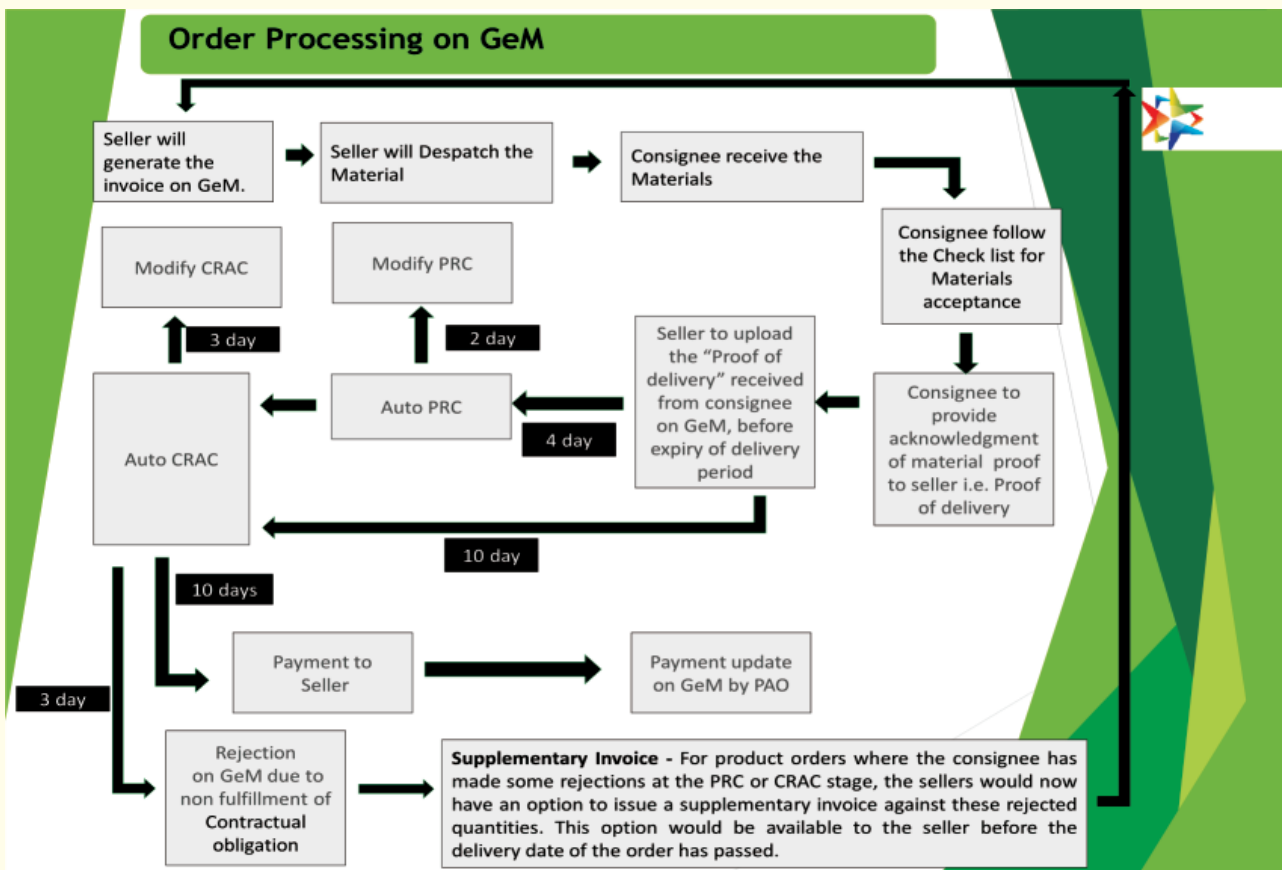 Order Processing on GeM
Seller will
generate the
invoice on GeM.
Seller will Despatch the
Material
Consignee receive the
Materials
Consignee follow
the Check list for
Materials
acceptance
Modify CRAC
Modify PRC
3 day
2 day
Seller to upload
the “Proof of
delivery” received
from consignee
on GeM, before
expiry of delivery
period
Consignee to
provide
acknowledgment
of material proof
to seller i.e. Proof
of delivery
Auto PRC
4 day
Auto CRAC
10 day
10 days
Payment to
Seller
Payment update
on GeM by PAO
3 day
Rejection
on GeM due to
non fulfillment of
Contractual
obligation
Supplementary Invoice - For product orders where the consignee has
made some rejections at the PRC or CRAC stage, the sellers would now
have an option to issue a supplementary invoice against these rejected
quantities. This option would be available to the seller before the
delivery date of the order has passed.